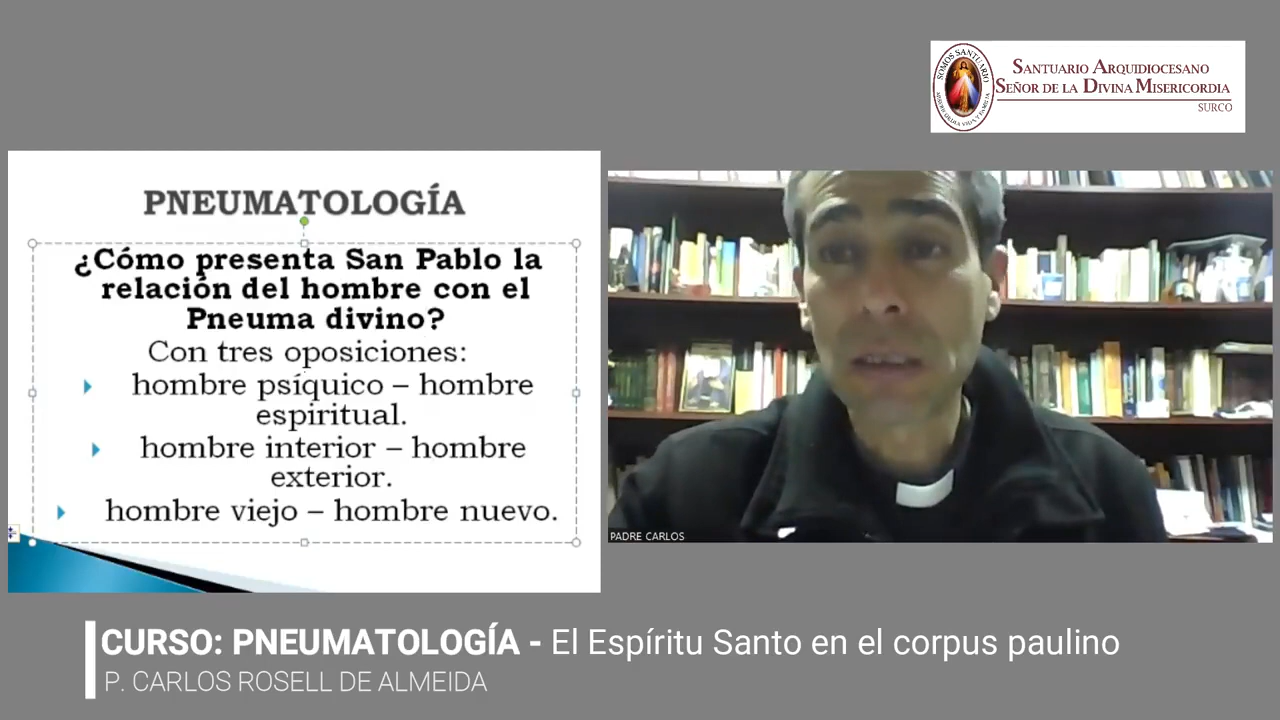 SOMOS SANTUARIO
SANTUARIO ARQUIDIOCESANO
SEÑOR DE LA DIVINA MISERICORDIA
SURCO
PNEUMATOLOGÍA
¿Cómo presenta San Pablo la
relación del hombre con el
Pneuma divino?
Con tres oposiciones:
hombre psíquico – hombre
espiritual.
hombre interior – hombre
exterior.
hombre viejo – hombre nuevo.
PADRE CARLOS
CURSO: PNEUMATOLOGÍA - El Espíritu Santo en el corpus paulino
P. CARLOS ROSELL DE ALMEIDA